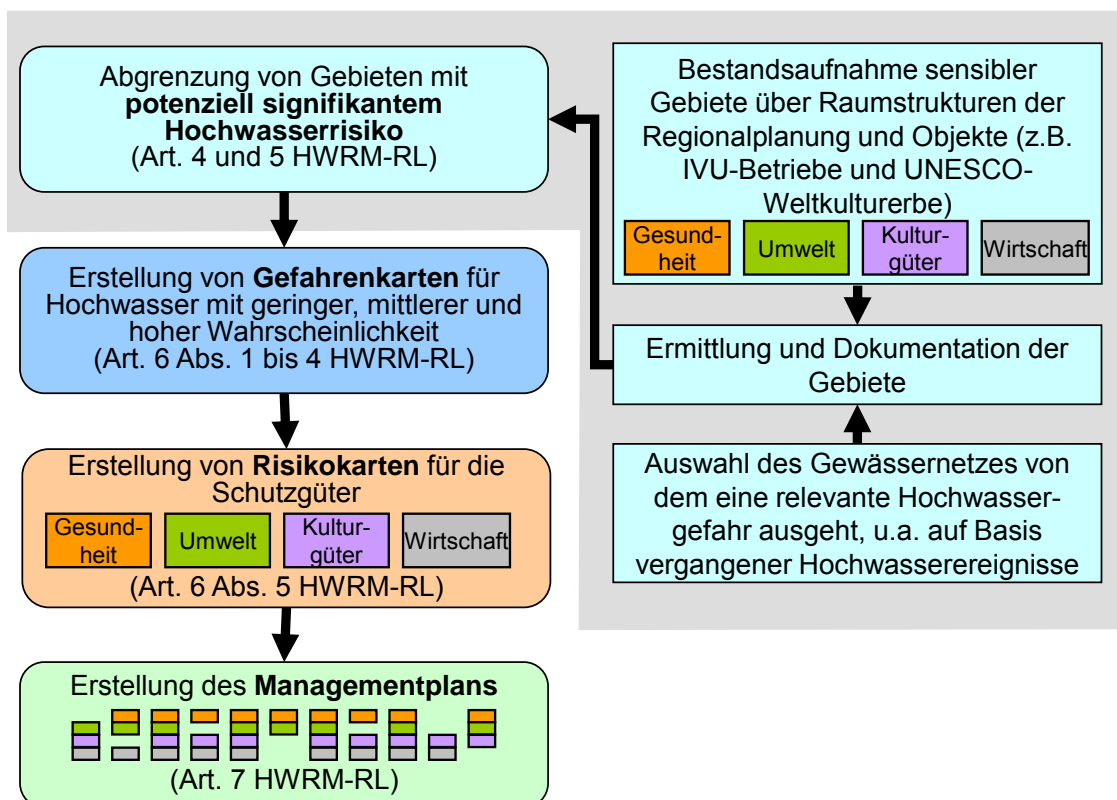 Abgrenzung von Gebieten mit
potenziell signifikantem
Hochwasserrisiko
(Art. 4 und 5 HWRM-RL)
Erstellung von Gefahrenkarten für
Hochwasser mit geringer, mittlerer und
hoher Wahrscheinlichkeit
(Art. 6 Abs. 1 bis 4 HWRM-RL)
Erstellung von Risikokarten für die
Schutzgüter
Gesund-
heit
Umwelt
Kultur-
güter
Wirtschaft
(Art. 6 Abs. 5 HWRM-RL)
Erstellung des Managementplans
(Art. 7 HWRM-RL)
Bestandsaufnahme sensibler
Gebiete über Raumstrukturen der
Regionalplanung und Objekte (z.B.
IVU-Betriebe und UNESCO-
Weltkulturerbe)
Gesund-
heit
Umwelt
Kultur-
güter
Wirtschaft
Ermittlung und Dokumentation der
Gebiete
Auswahl des Gewässernetzes von
dem eine relevante Hochwasser-
gefahr ausgeht, u.a. auf Basis
vergangener Hochwasserereignisse